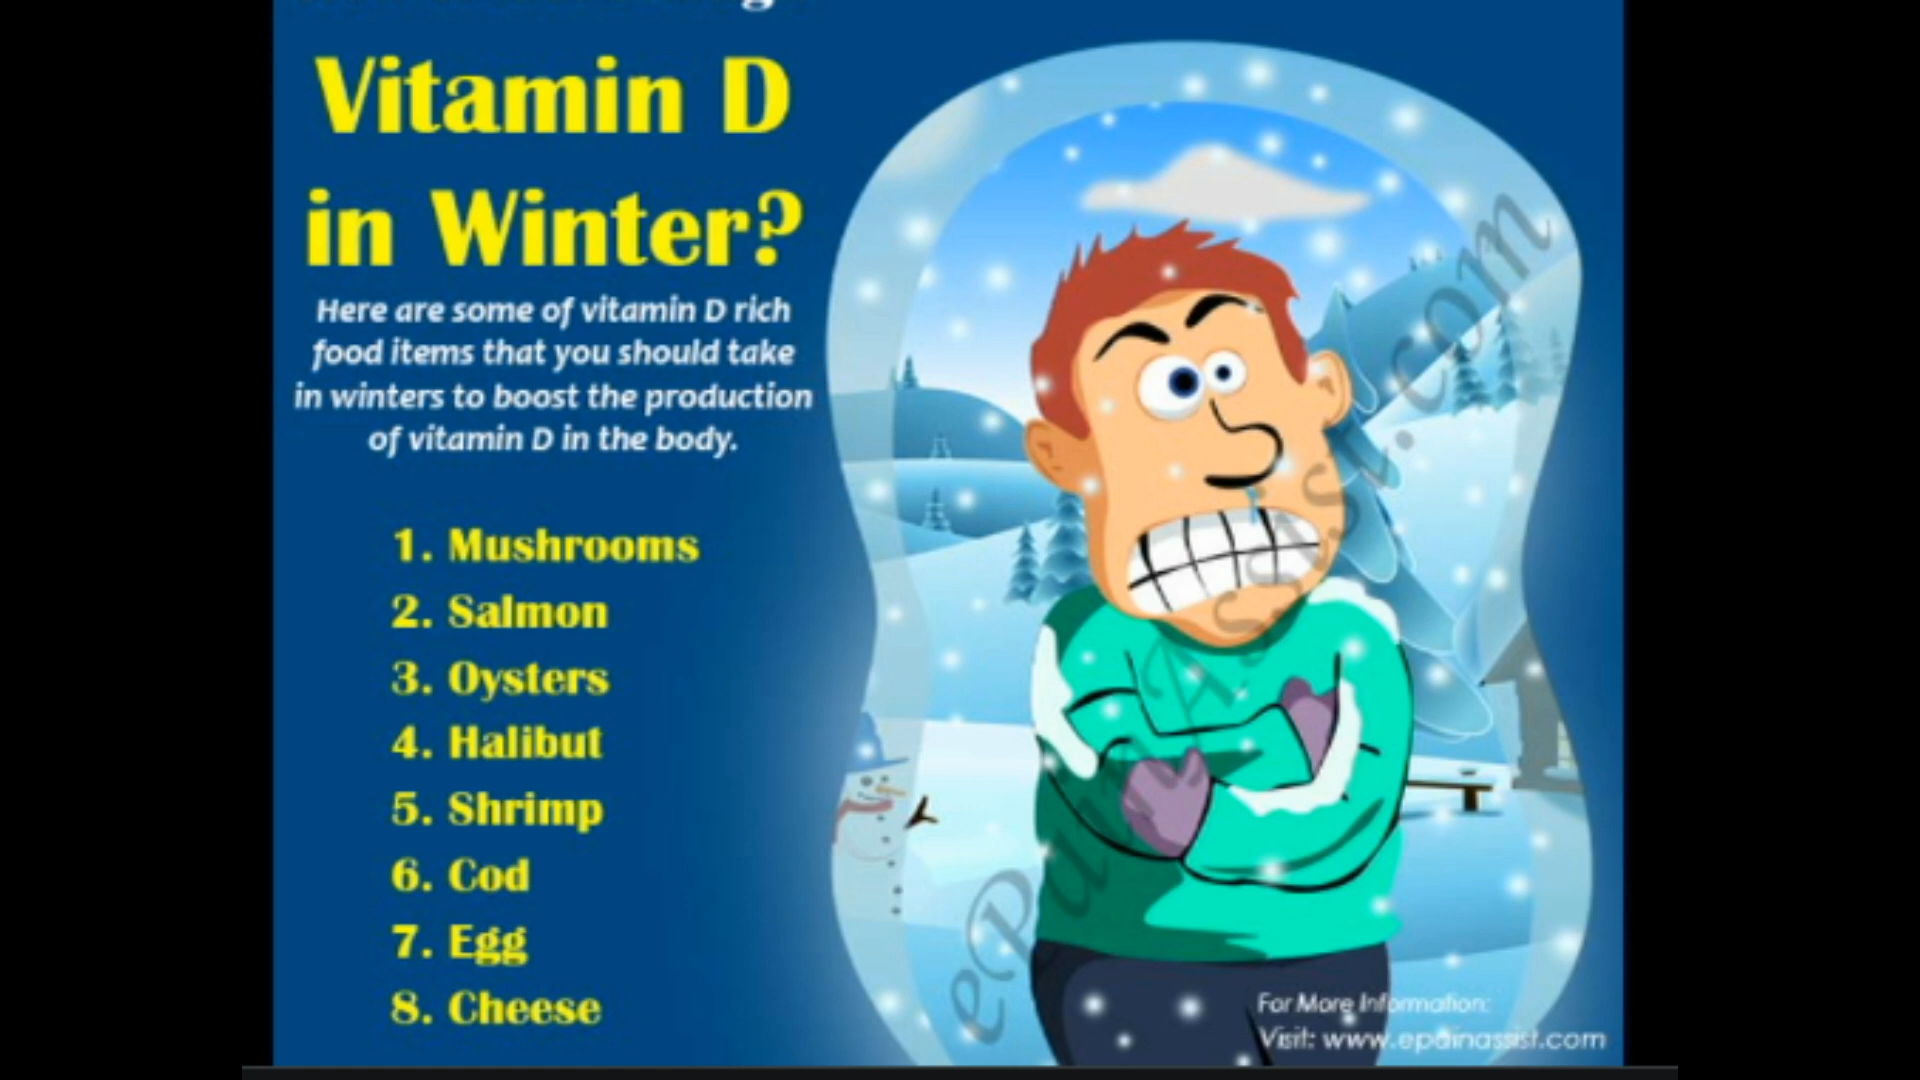 Vitamin D
in Winter?
Here are some of vitamin D rich
food items that you should take
in winters to boost the production
of vitamin D in the body.
1. Mushrooms
2. Salmon
3. Oysters
4. Halibut
5. Shrimp
6. Cod
7. Egg
8. Cheese
ePainAssist.com
For More Information:
Visit: www.epainassist.com